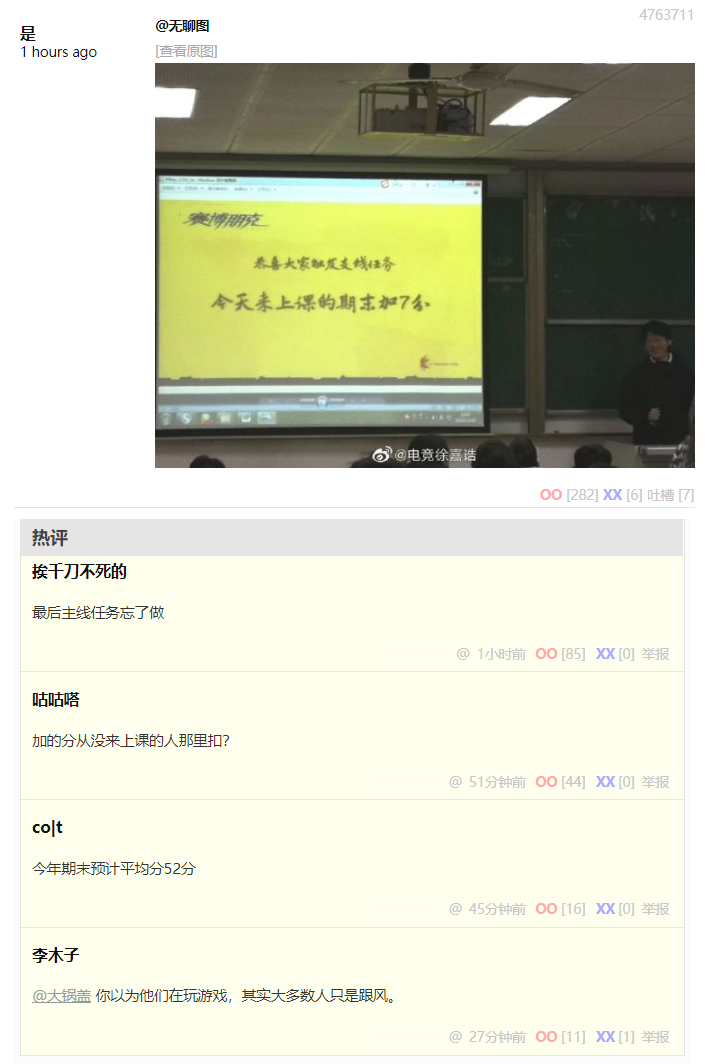 4763711
是
@无聊图
1 hours ago
[查看原图]
赛博朋克
恭喜大家触发支线任务
今天来上课的期末加7分
@电竞徐嘉诰
OO [282] XX [6] 吐槽 [7]
热评
挨千刀不死的
最后主线任务忘了做
@ 1小时前 OO [85] XX [0] 举报
咕咕嗒
加的分从没来上课的人那里扣？
@ 51分钟前 OO [44] XX [0] 举报
co|t
今年期末预计平均分52分
@ 45分钟前 OO [16] XX [0] 举报
李木子
@大锅盖 你以为他们在玩游戏，其实大多数人只是跟风。
@ 27分钟前 OO [11] XX [1] 举报